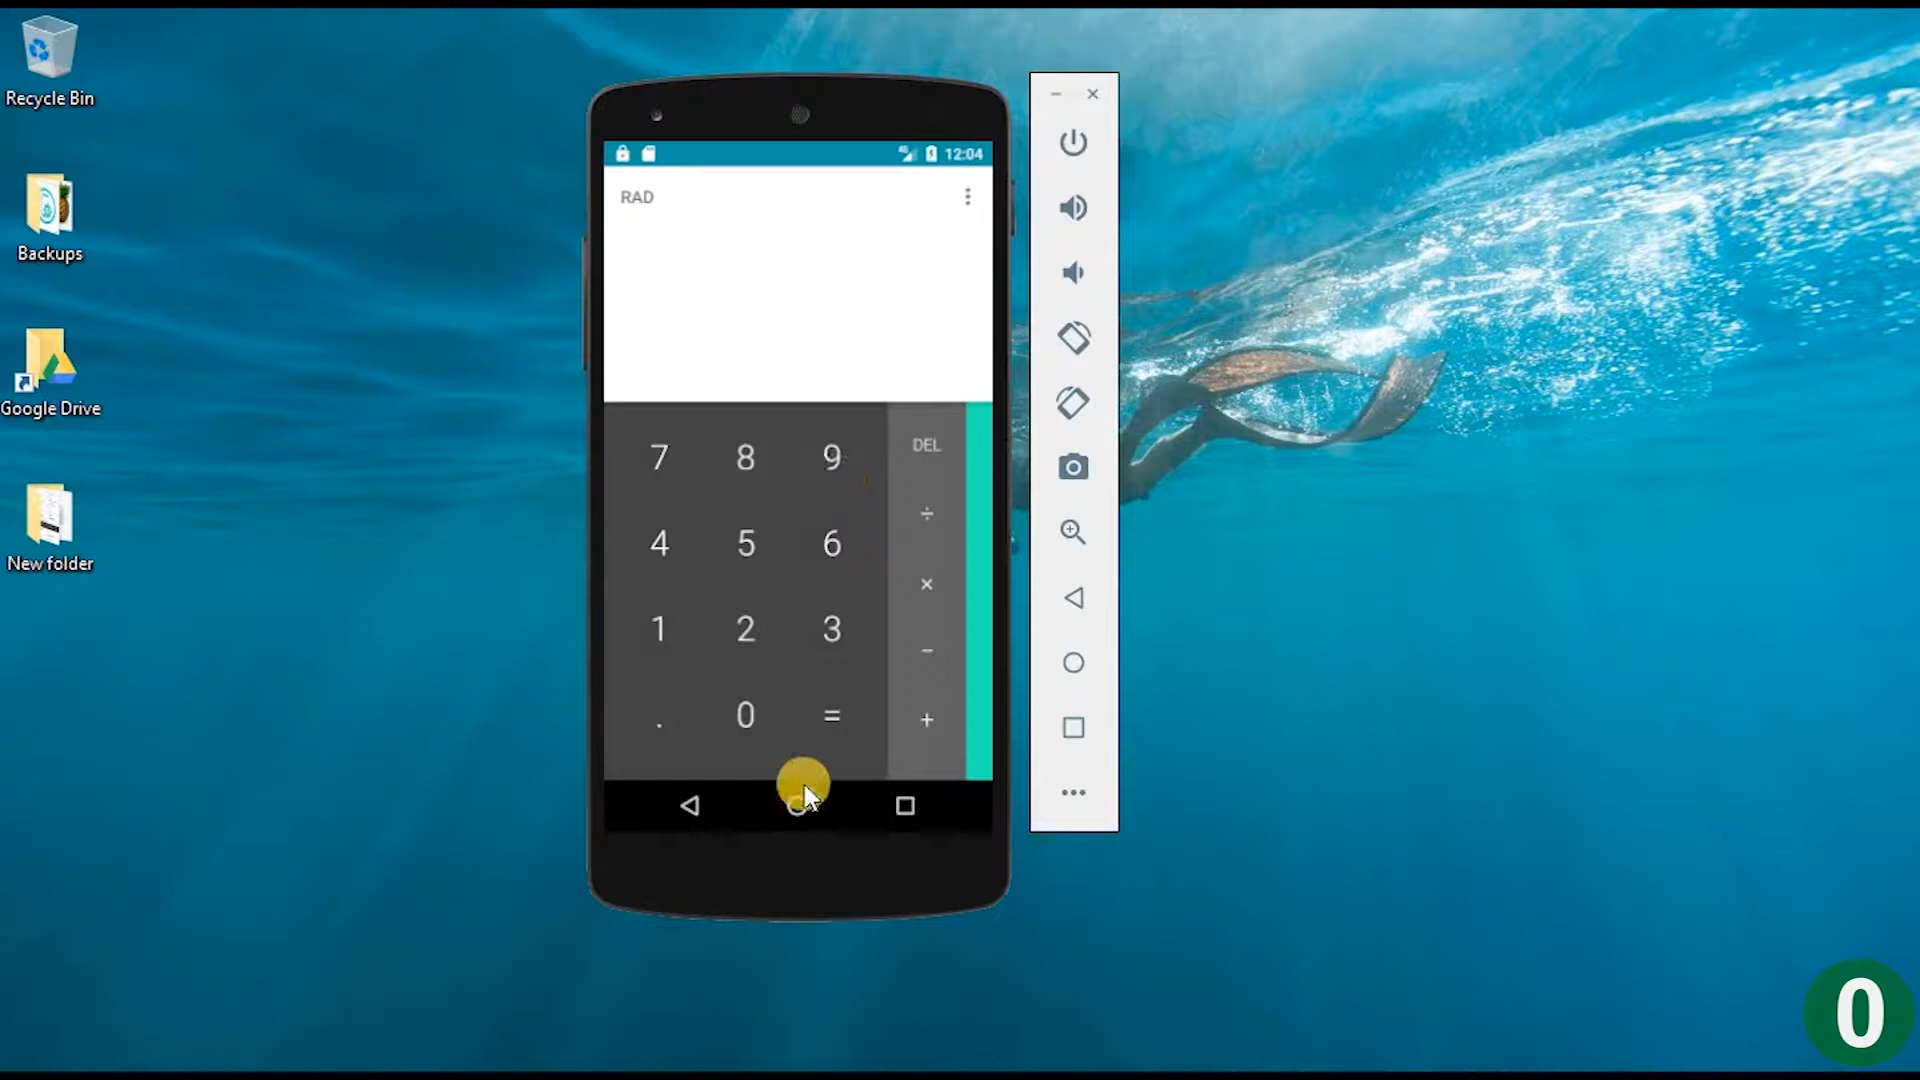 Recycle Bin
Backups
Google Drive
New folder
12:04
RAD
7 8 9 DEL
÷
4 5 6
×
1 2 3
−
. 0 =
+
0